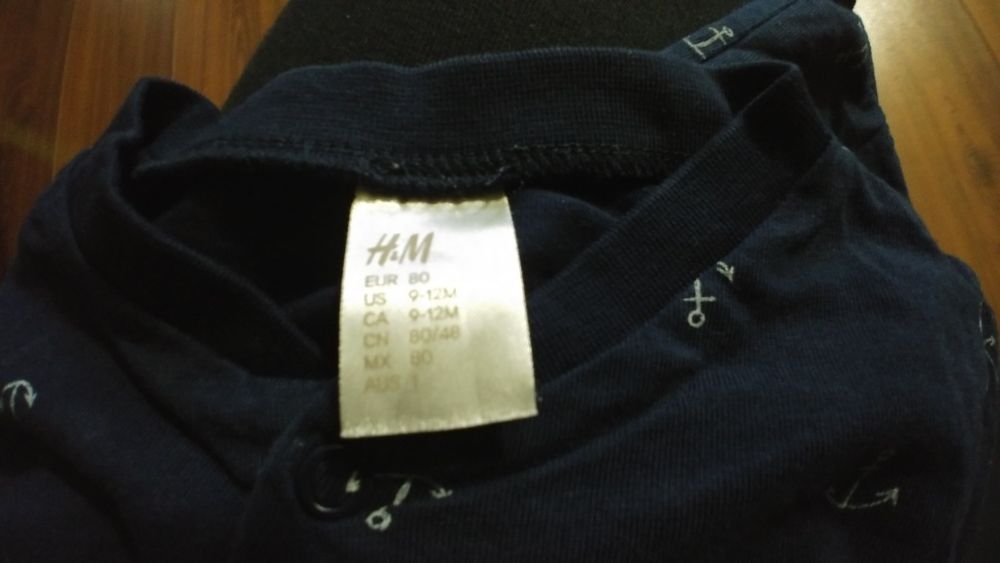 H&M
EUR 80
US 9-12M
CA 9-12M
CN 80/48
MX 80
AUS 1